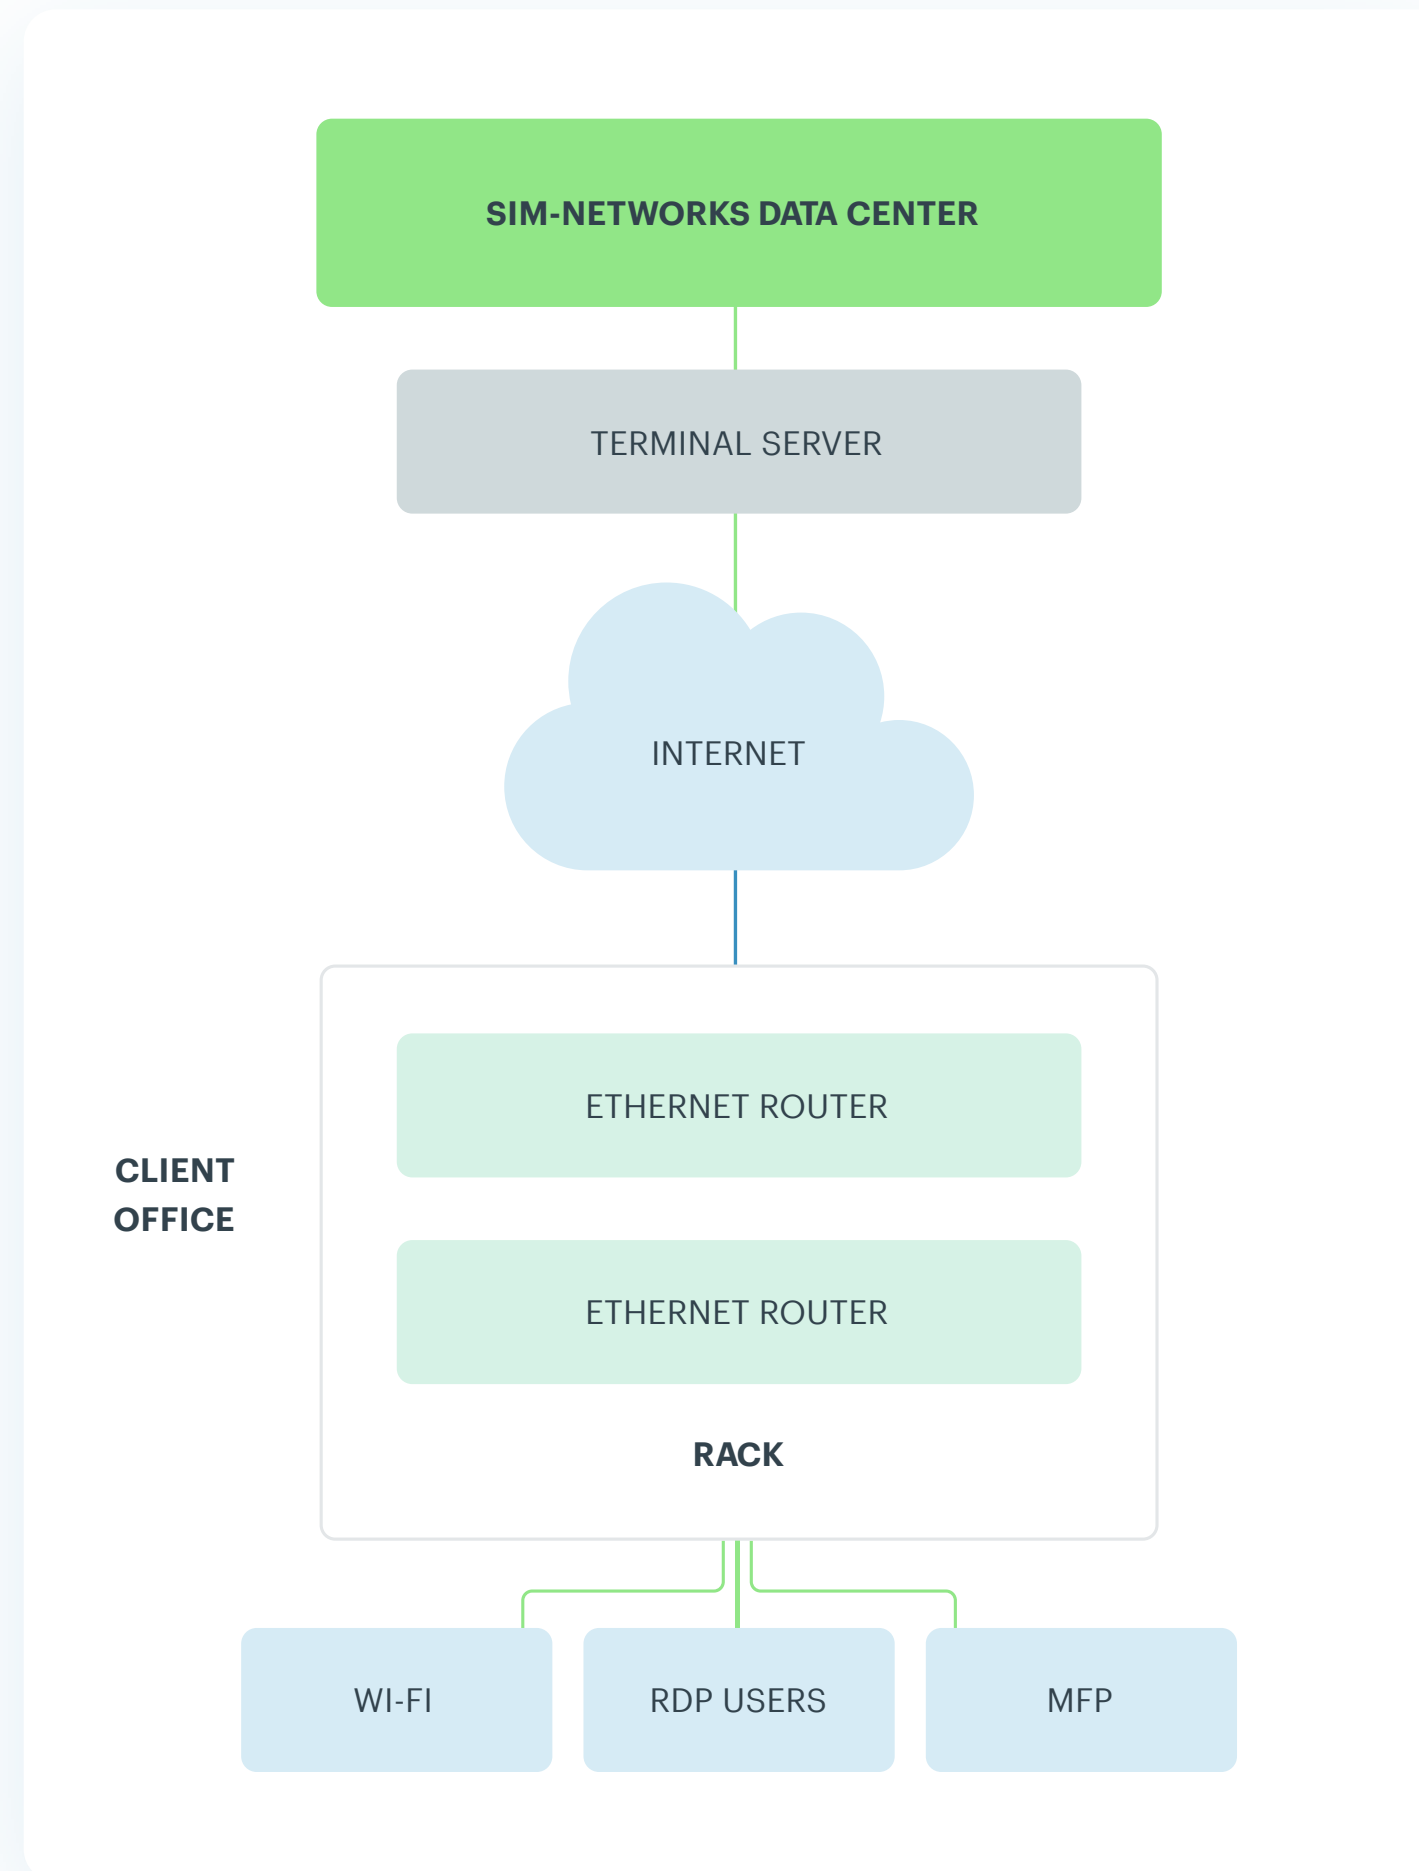 SIM-NETWORKS DATA CENTER
TERMINAL SERVER
INTERNET
ETHERNET ROUTER
CLIENT
OFFICE
ETHERNET ROUTER
RACK
WI-FI
RDP USERS
MFP